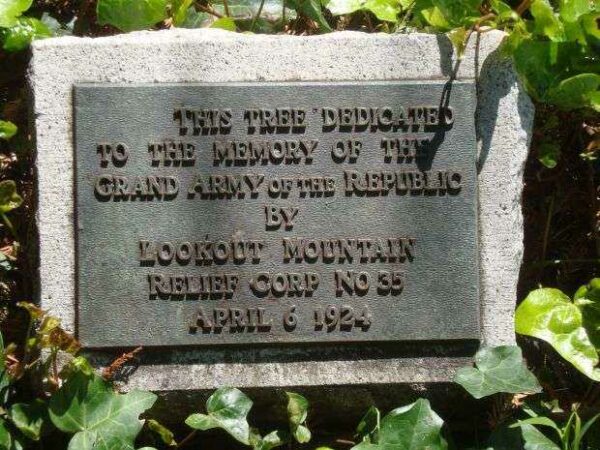 THIS TREE DEDICATED
TO THE MEMORY OF THE
GRAND ARMY OF THE REPUBLIC
BY
LOOKOUT MOUNTAIN
RELIEF CORP NO 35
APRIL 6 1924